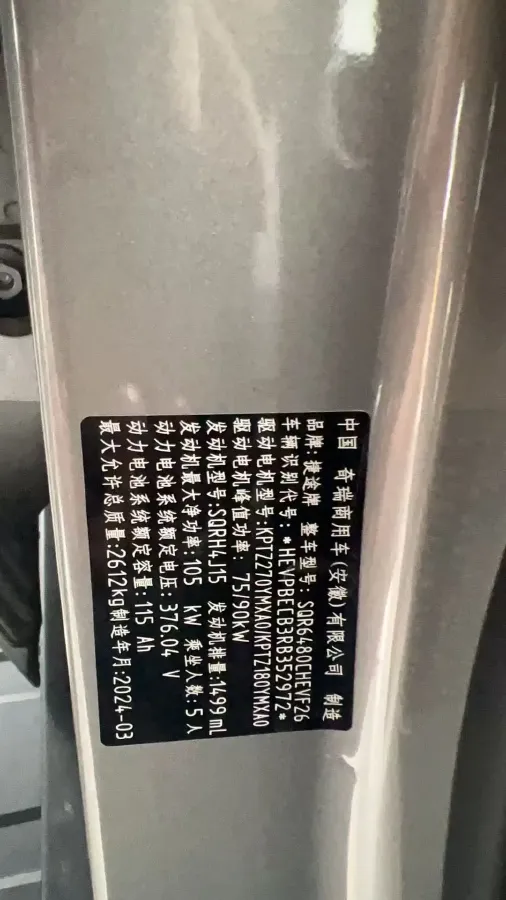 中国 奇瑞商用车(安徽)有限公司 制造
品牌:捷途牌 整车型号:SQR6480EHEVF26
车辆识别代号:*HEVPBECB3RB352972*
驱动电机型号:KPTZ270YMXA0/KPTZ180YMXA0
驱动电机峰值功率: 75/90kW
发动机型号:SQRH4J15 发动机排量:1499ml
发动机最大净功率:105 kW 乘坐人数:5人
动力电池系统额定电压:376.04 V
动力电池系统额定容量:115 Ah
最大允许总质量:2612kg制造年月:2024-03